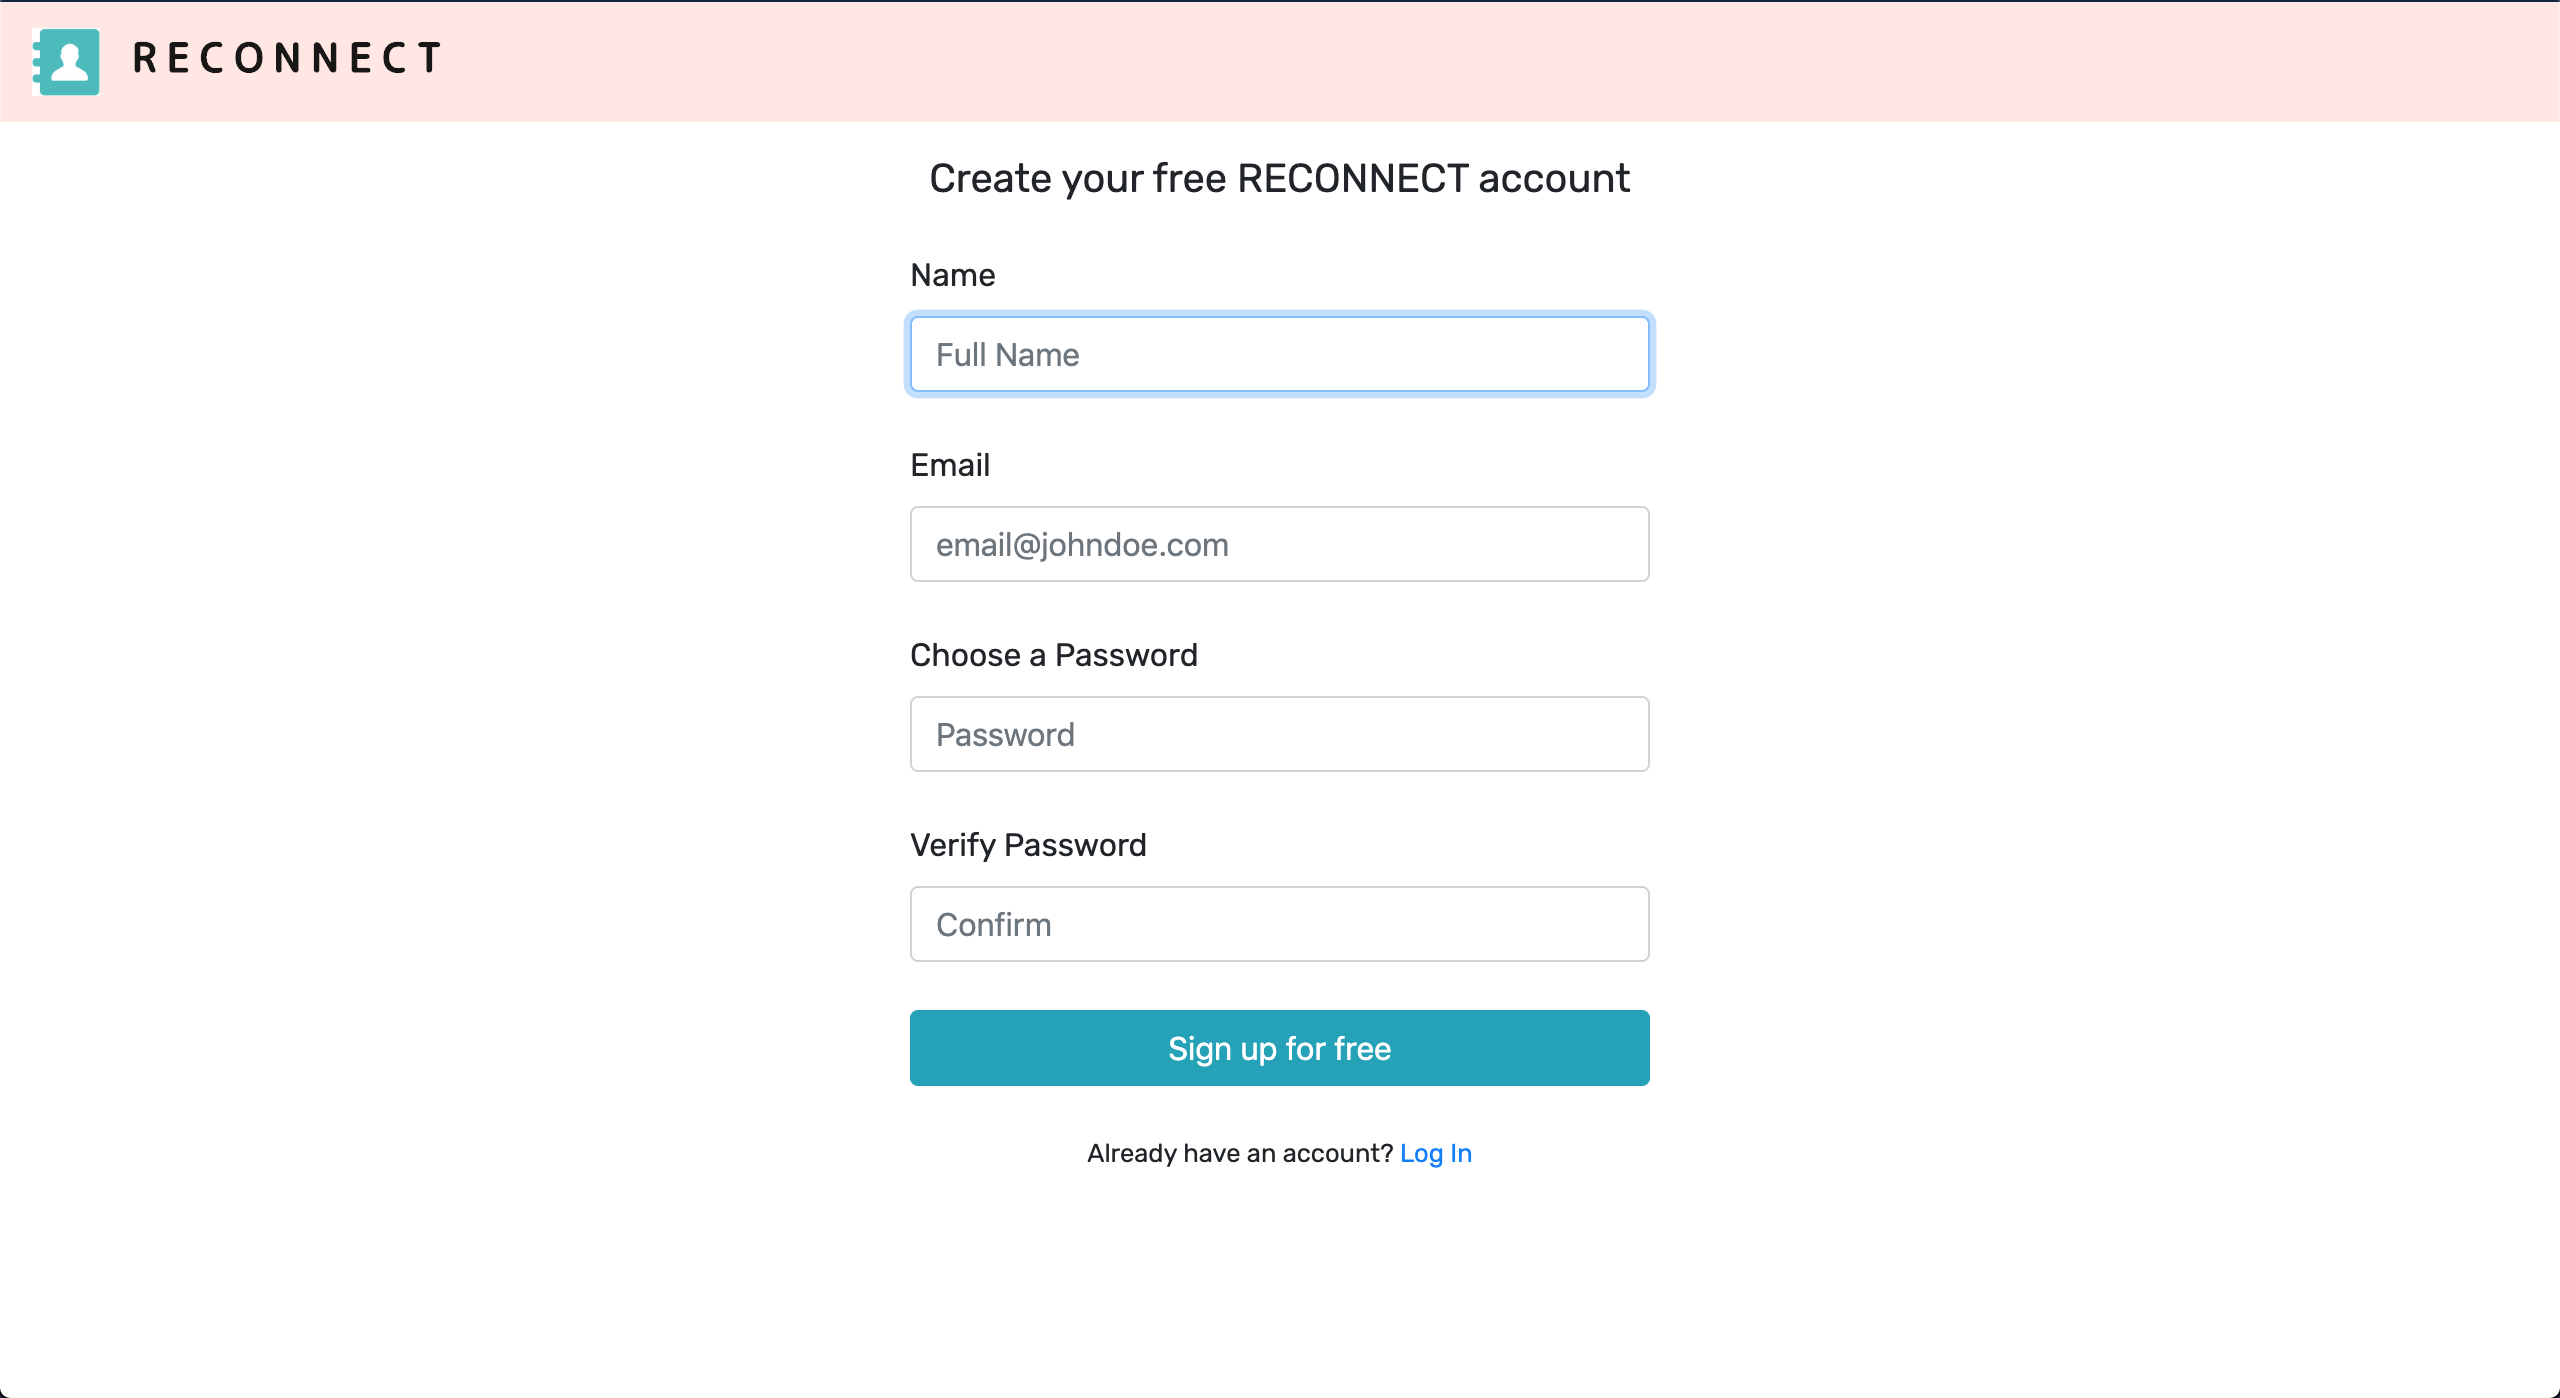 RECONNECT
Create your free RECONNECT account
Name
Full Name
Email
email@johndoe.com
Choose a Password
Password
Verify Password
Confirm
Sign up for free
Already have an account? Log In